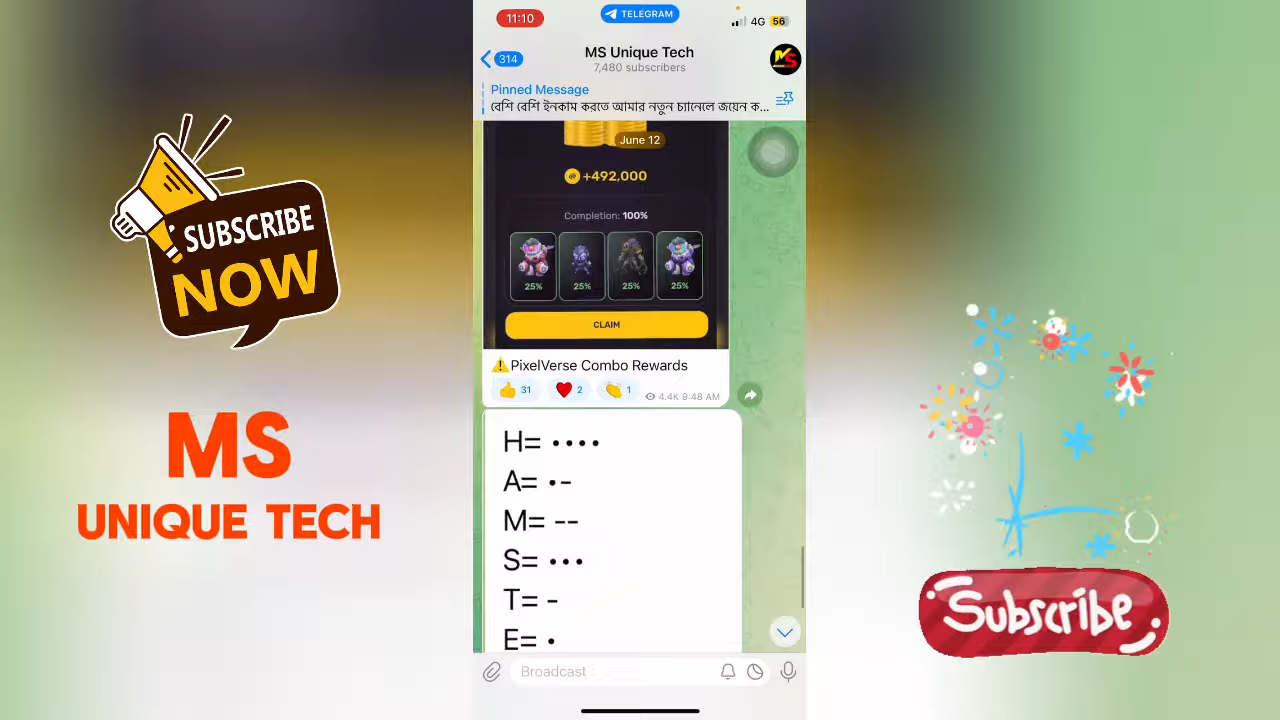 SUBSCRIBE
NOW
MS
UNIQUE TECH
11:10
TELEGRAM
4G 56
314
MS Unique Tech
7,480 subscribers
MS
Pinned Message
বেশি বেশি ইনকাম করতে আমার নতুন চ্যানেলে জয়েন ক...
June 12
+492,000
Completion: 100%
25% 25% 25% 25%
CLAIM
⚠️PixelVerse Combo Rewards
👍 31 ❤️ 2 👏 1 4.4K 9:48 AM
H= ••••
A= •-
M= --
S= •••
T= -
E= •
Broadcast
Subscribe